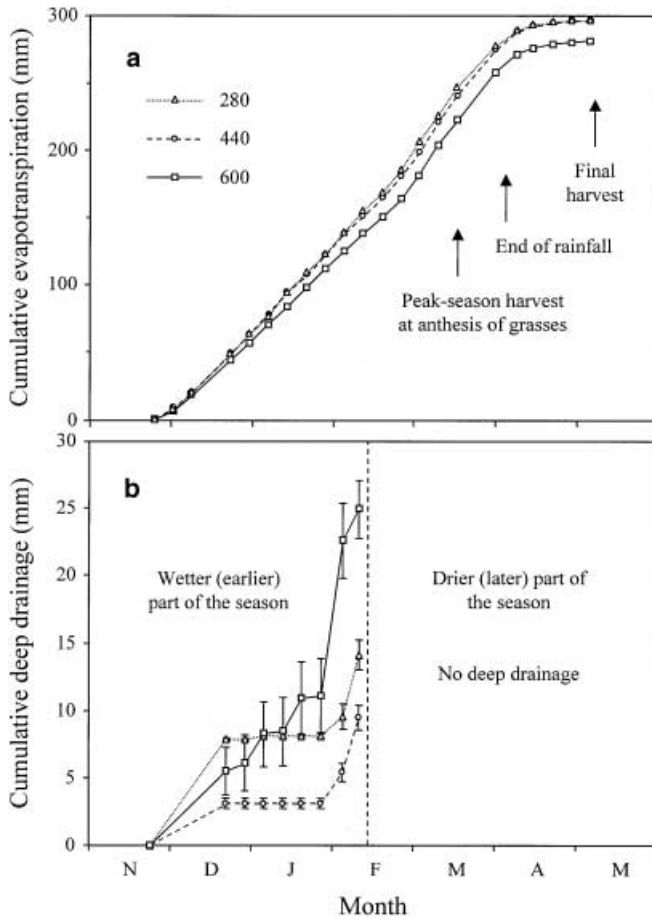 Cumulative evapotranspiration (mm)
300
200
100
0
a
280
440
600
Final
harvest
End of rainfall
Peak-season harvest
at anthesis of grasses
Cumulative deep drainage (mm)
30
25
20
15
10
5
0
b
Wetter (earlier)
part of the season
Drier (later) part of
the season
No deep drainage
N D J F M A M
Month